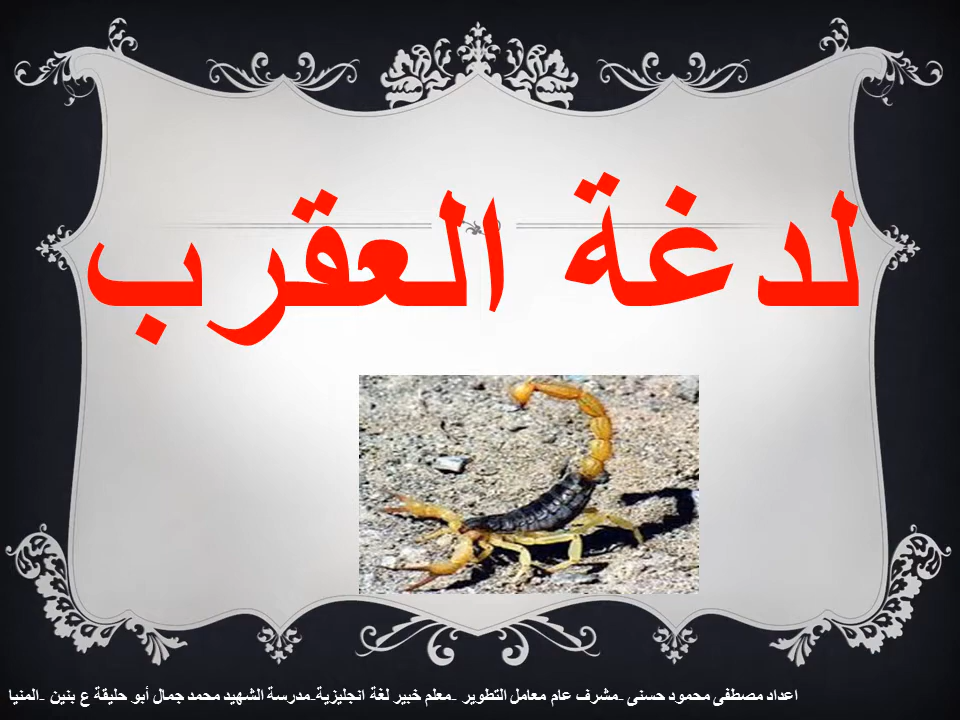 لدغة العقرب
اعداد مصطفى محمود حسنى -مشرف عام معامل التطوير -معلم خبير لغة انجليزية-مدرسة الشهيد محمد جمال أبو حليقة ع بنين -المنيا